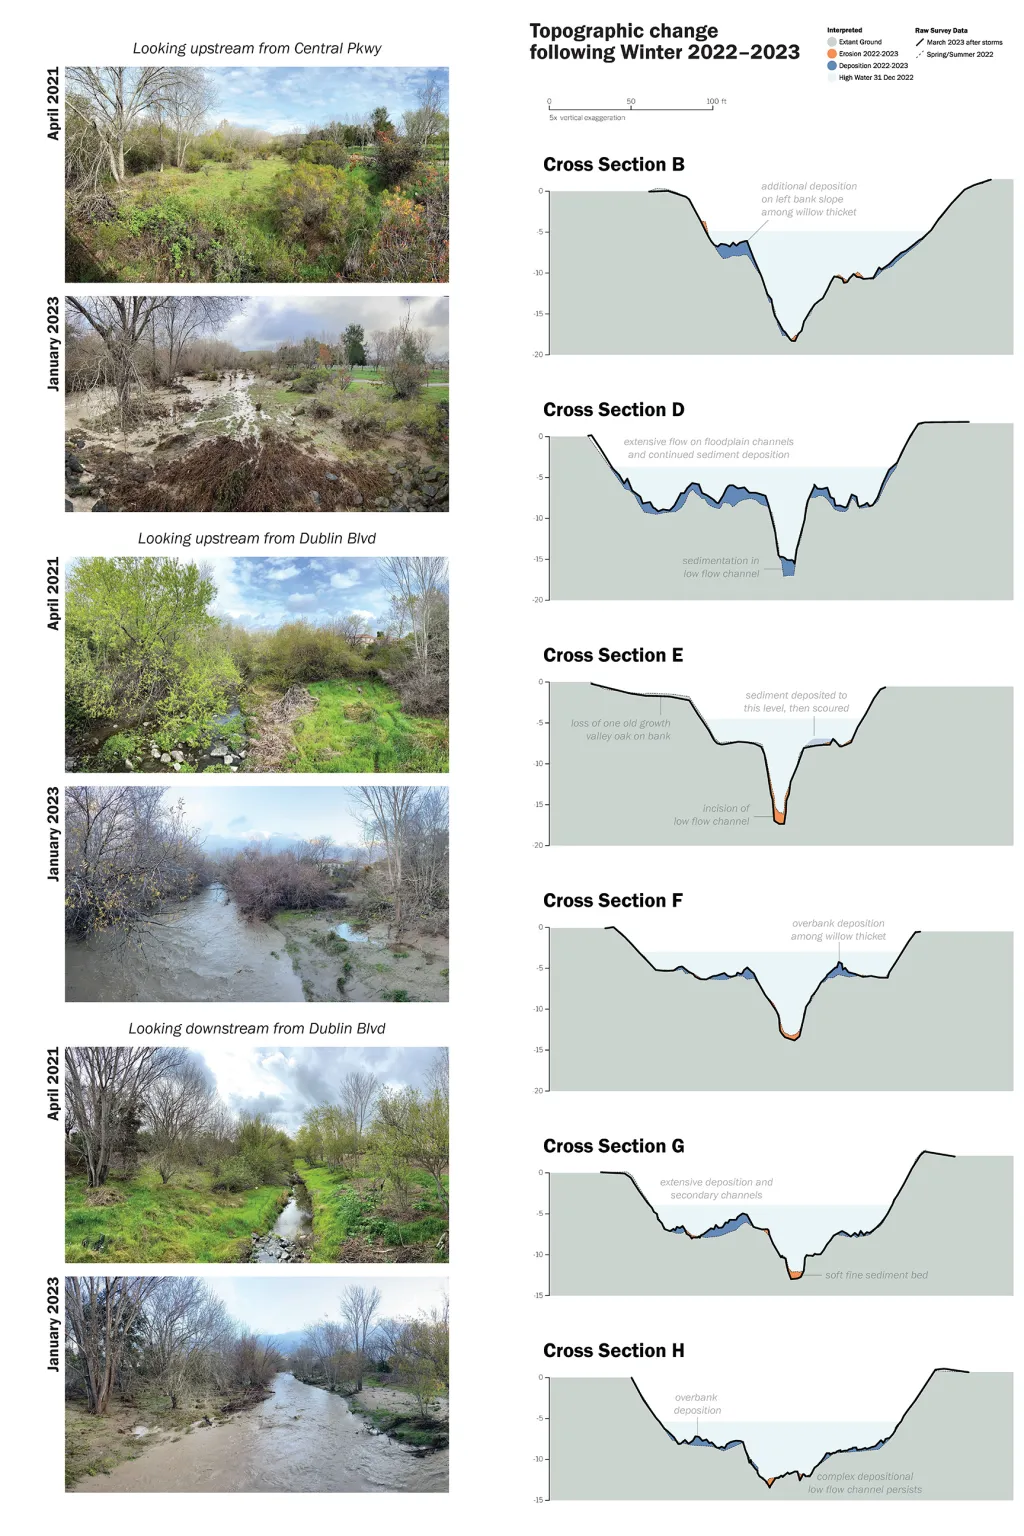 Looking upstream from Central Pkwy
April 2021
January 2023
Looking upstream from Dublin Blvd
April 2021
January 2023
Looking downstream from Dublin Blvd
April 2021
January 2023
Topographic change
following Winter 2022–2023
Interpreted
Extant Ground
Erosion 2022-2023
Deposition 2022-2023
High Water 31 Dec 2022
Raw Survey Data
March 2023 after storms
Spring/Summer 2022
0 50 100 ft
5x vertical exaggeration
Cross Section B
additional deposition
on left bank slope
among willow thicket
0
-5
-10
-15
-20
Cross Section D
extensive flow on floodplain channels
and continued sediment deposition
sedimentation in
low flow channel
0
-5
-10
-15
-20
Cross Section E
sediment deposited to
this level, then scoured
loss of one old growth
valley oak on bank
incision of
low flow channel
0
-5
-10
-15
-20
Cross Section F
overbank deposition
among willow thicket
0
-5
-10
-15
-20
Cross Section G
extensive deposition and
secondary channels
soft fine sediment bed
0
-5
-10
-15
Cross Section H
overbank
deposition
complex depositional
low flow channel persists
0
-5
-10
-15